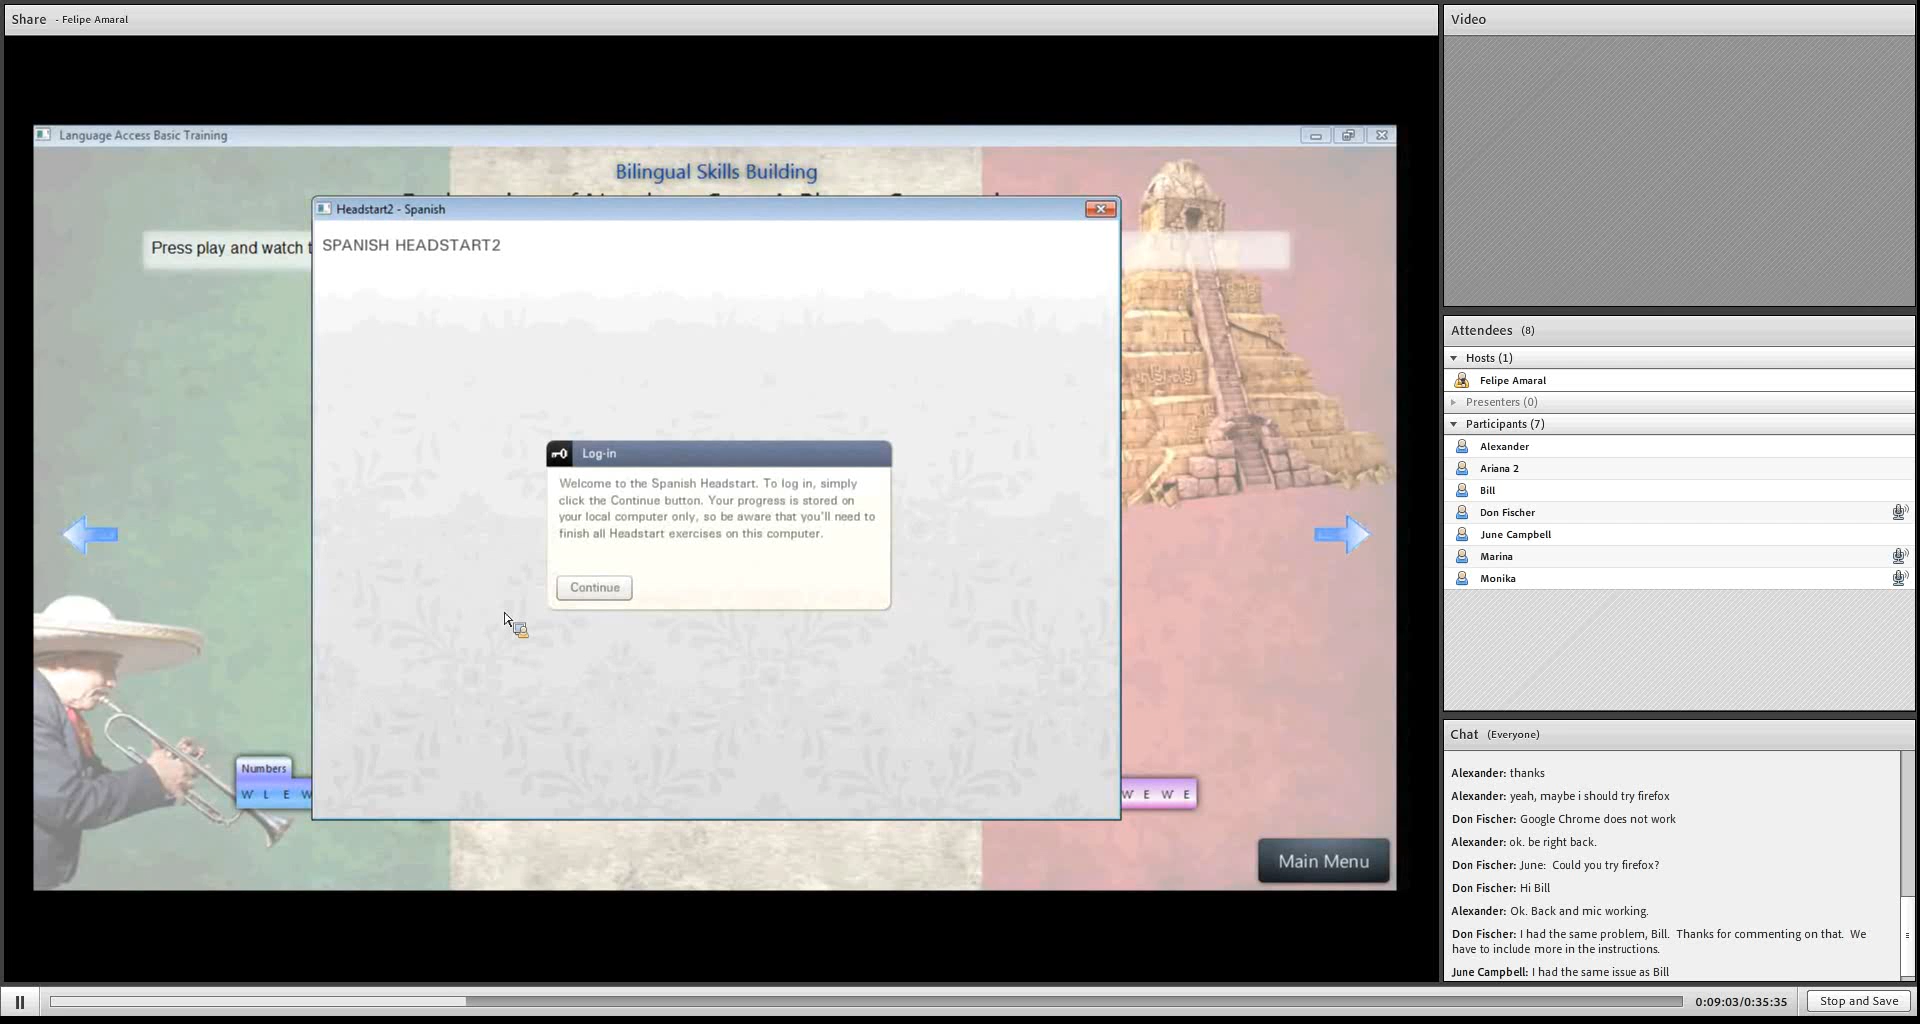 Share - Felipe Amaral
Language Access Basic Training
Bilingual Skills Building
Press play and watch
Headstart2 - Spanish
SPANISH HEADSTART2
Log-in
Welcome to the Spanish Headstart. To log in, simply
click the Continue button. Your progress is stored on
your local computer only, so be aware that you'll need to
finish all Headstart exercises on this computer.
Continue
Numbers
W L E W
W E W E
Main Menu
Video
Attendees (8)
Hosts (1)
Felipe Amaral
Presenters (0)
Participants (7)
Alexander
Ariana 2
Bill
Don Fischer
June Campbell
Marina
Monika
Chat (Everyone)
Alexander: thanks
Alexander: yeah, maybe i should try firefox
Don Fischer: Google Chrome does not work
Alexander: ok. be right back.
Don Fischer: June: Could you try firefox?
Don Fischer: Hi Bill
Alexander: Ok. Back and mic working.
Don Fischer: I had the same problem, Bill. Thanks for commenting on that. We
have to include more in the instructions.
June Campbell: I had the same issue as Bill
0:09:03/0:35:35
Stop and Save